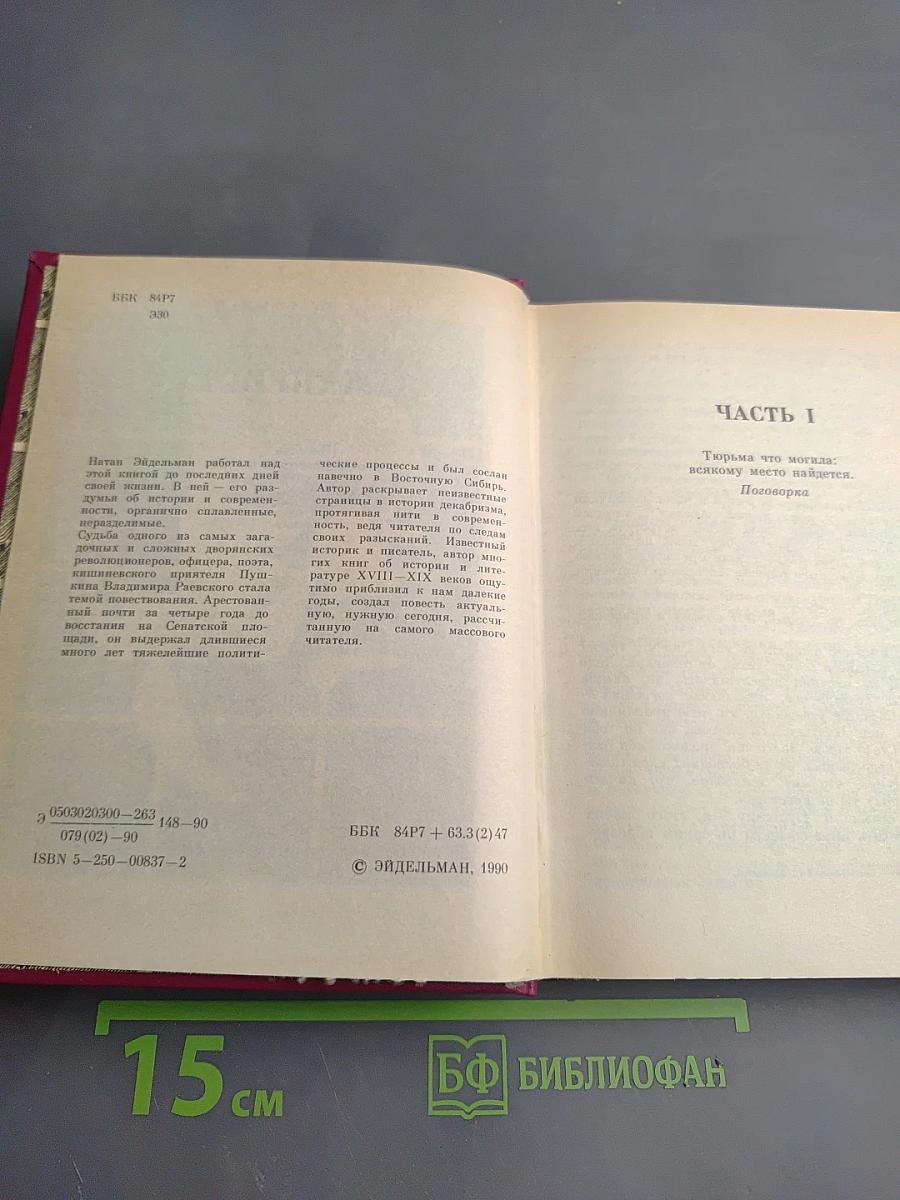 ББК 84Р7
Э30
Натан Эйдельман работал над
этой книгой до последних дней
своей жизни. В ней — его раз-
думья об истории и современ-
ности, органично сплавленные,
неразделимые.
Судьба одного из самых зага-
дочных и сложных дворянских
революционеров, офицера, поэта,
кишиневского приятеля Пуш-
кина Владимира Раевского стала
темой повествования. Арестован-
ный почти за четыре года до
восстания на Сенатской пло-
щади, он выдержал длившиеся
много лет тяжелейшие полити-
ческие процессы и был сослан
навечно в Восточную Сибирь.
Автор раскрывает неизвестные
страницы в истории декабризма,
протягивая нити в современ-
ность, ведя читателя по следам
своих разысканий. Известный
историк и писатель, автор мно-
гих книг об истории и лите-
ратуре XVIII—XIX веков ощу-
тимо приблизил к нам далекие
годы, создал повесть актуаль-
ную, нужную сегодня, рассчи-
танную на самого массового
читателя.
Э 0503020300—263 148—90
079(02)—90
ISBN 5—250—00837—2
ББК 84Р7 + 63.3(2)47
© ЭЙДЕЛЬМАН, 1990
ЧАСТЬ I
Тюрьма что могила:
всякому место найдется.
Поговорка
15 см
БФ БИБЛИОФАН